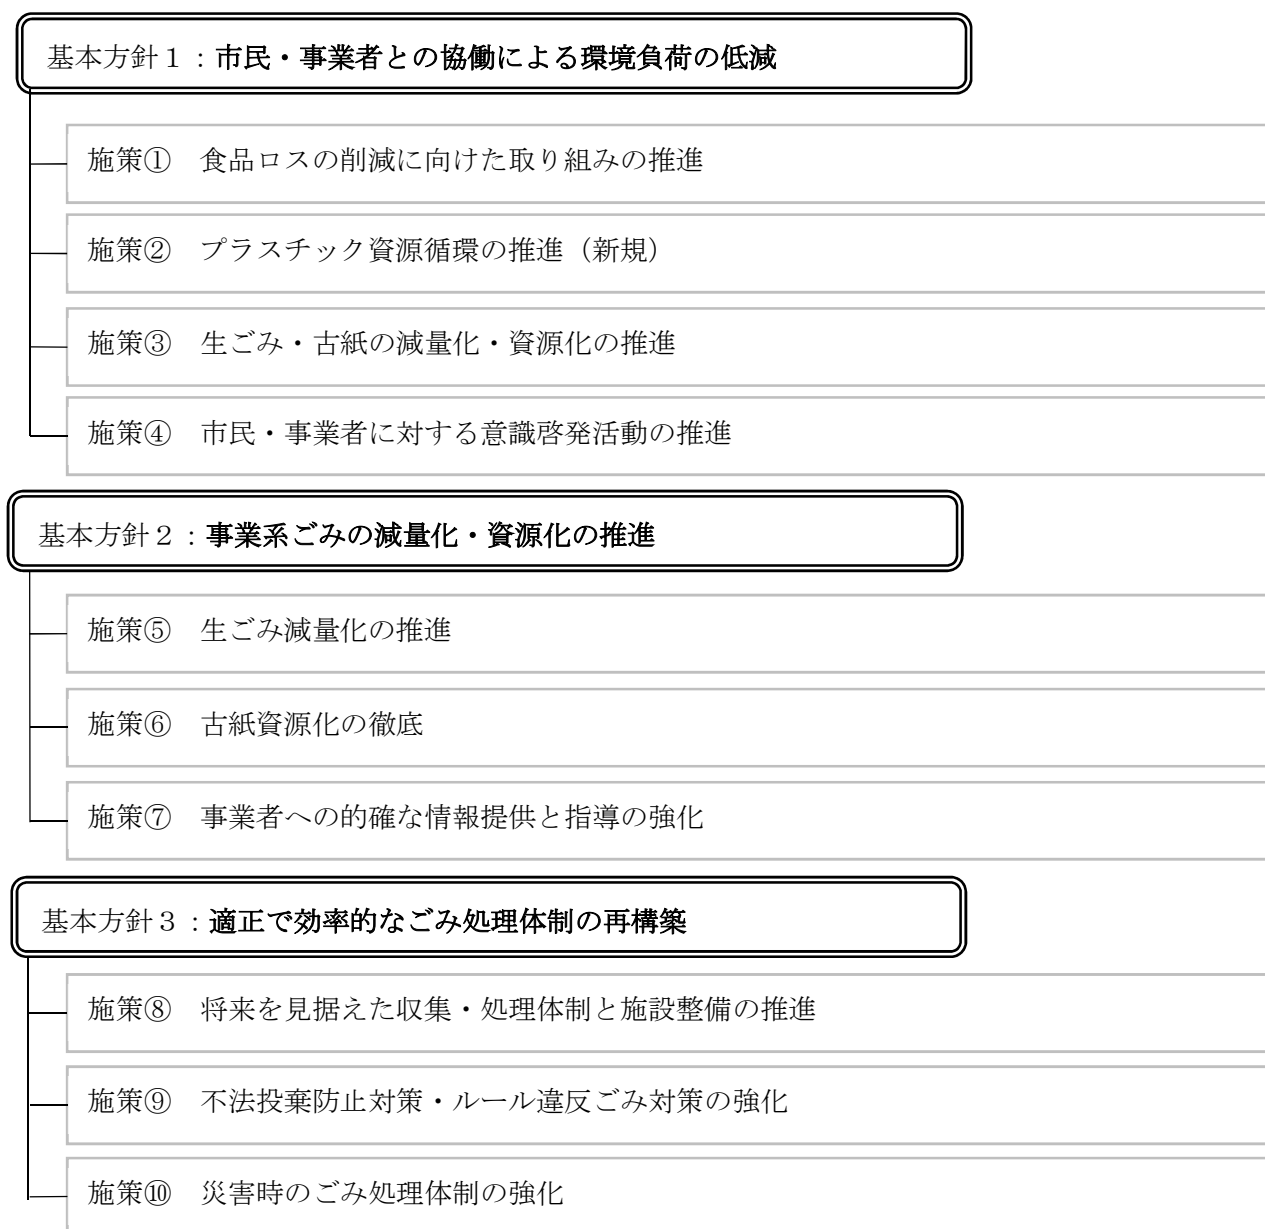 基本方針１：市民・事業者との協働による環境負荷の低減
施策①　食品ロスの削減に向けた取り組みの推進
施策②　プラスチック資源循環の推進（新規）
施策③　生ごみ・古紙の減量化・資源化の推進
施策④　市民・事業者に対する意識啓発活動の推進
基本方針２：事業系ごみの減量化・資源化の推進
施策⑤　生ごみ減量化の推進
施策⑥　古紙資源化の徹底
施策⑦　事業者への的確な情報提供と指導の強化
基本方針３：適正で効率的なごみ処理体制の再構築
施策⑧　将来を見据えた収集・処理体制と施設整備の推進
施策⑨　不法投棄防止対策・ルール違反ごみ対策の強化
施策⑩　災害時のごみ処理体制の強化